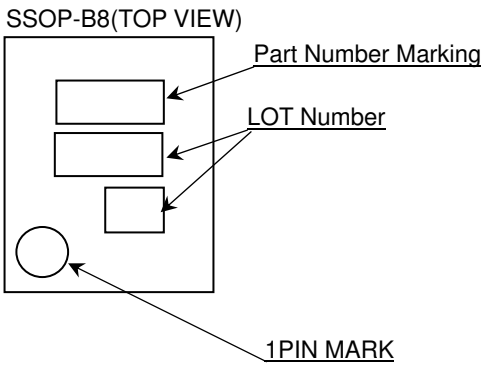 SSOP-B8(TOP VIEW)
Part Number Marking
LOT Number
1PIN MARK